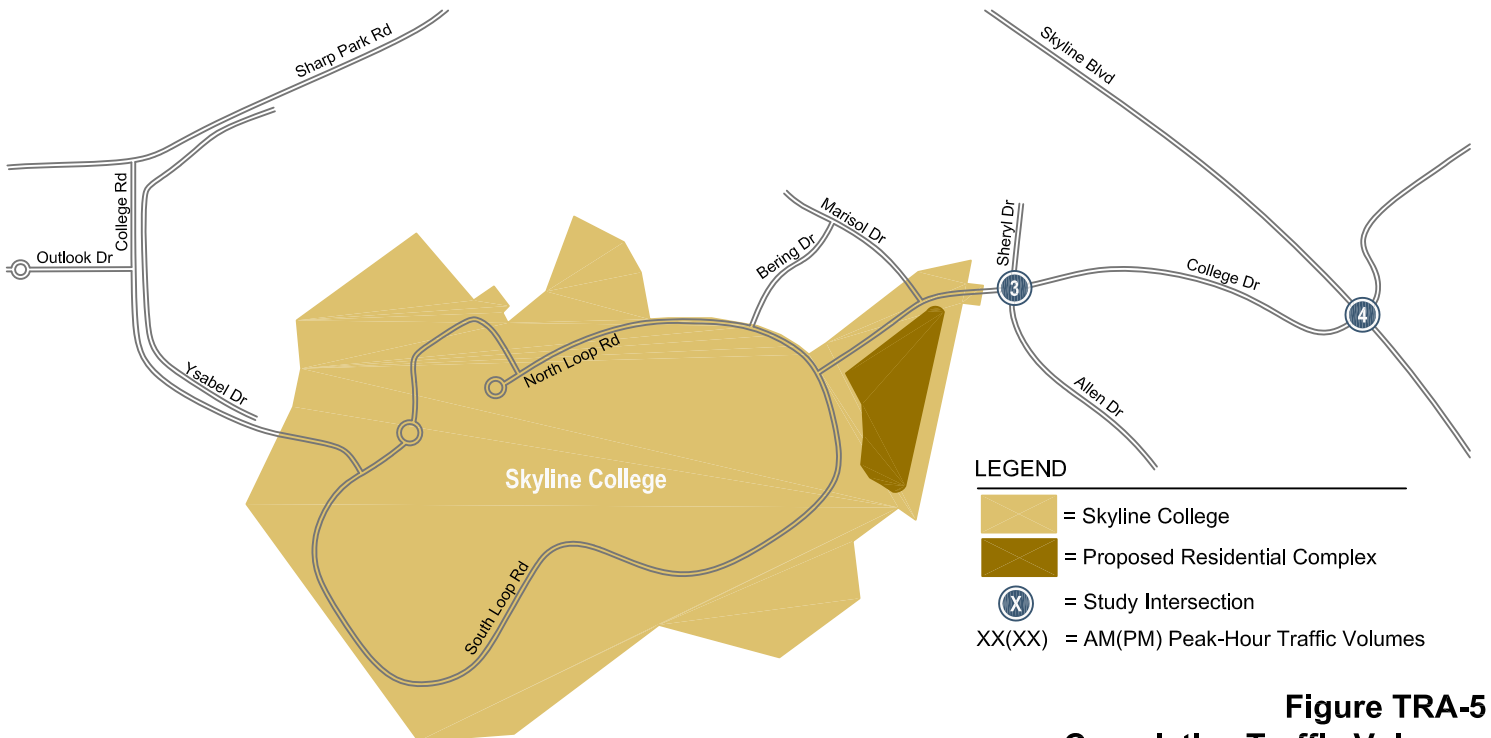 Sharp Park Rd
Skyline Blvd
College Rd
Outlook Dr
Marisol Dr
Bering Dr
Sheryl Dr
College Dr
3
4
Ysabel Dr
North Loop Rd
Allen Dr
Skyline College
South Loop Rd
LEGEND
= Skyline College
= Proposed Residential Complex
X = Study Intersection
XX(XX) = AM(PM) Peak-Hour Traffic Volumes
Figure TRA-5